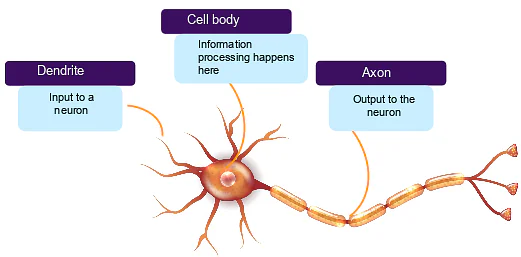 Cell body
Information
processing happens
here
Dendrite
Input to a
neuron
Axon
Output to the
neuron